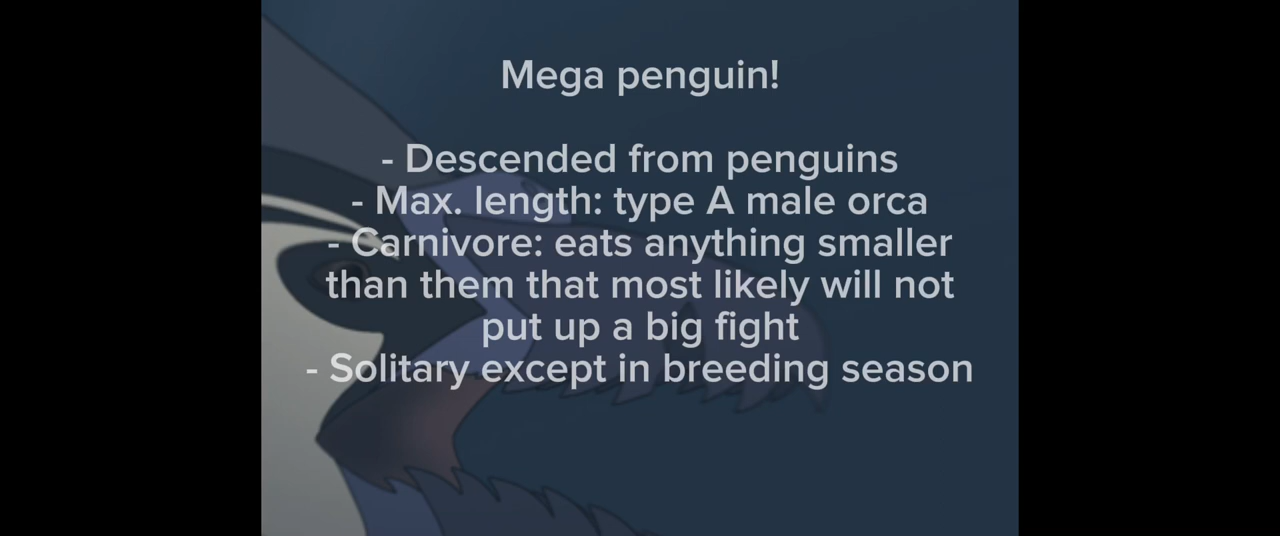 Mega penguin!
- Descended from penguins
- Max. length: type A male orca
- Carnivore: eats anything smaller
than them that most likely will not
put up a big fight
- Solitary except in breeding season